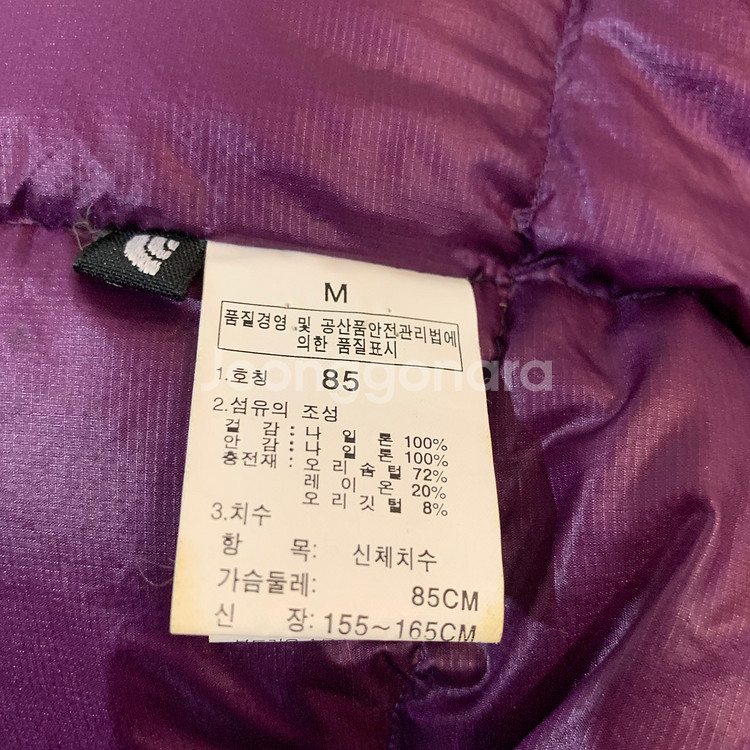 M
품질경영 및 공산품안전관리법에
의한 품질표시
Joonggonara
1.호칭 85
2.섬유의 조성
겉 감 : 나 일 론 100%
안 감 : 나 일 론 100%
충전재 : 오 리 솜 털 72%
레 이 온 20%
오 리 깃 털 8%
3.치수
항 목: 신체치수
가슴둘레: 85CM
신 장: 155~165CM